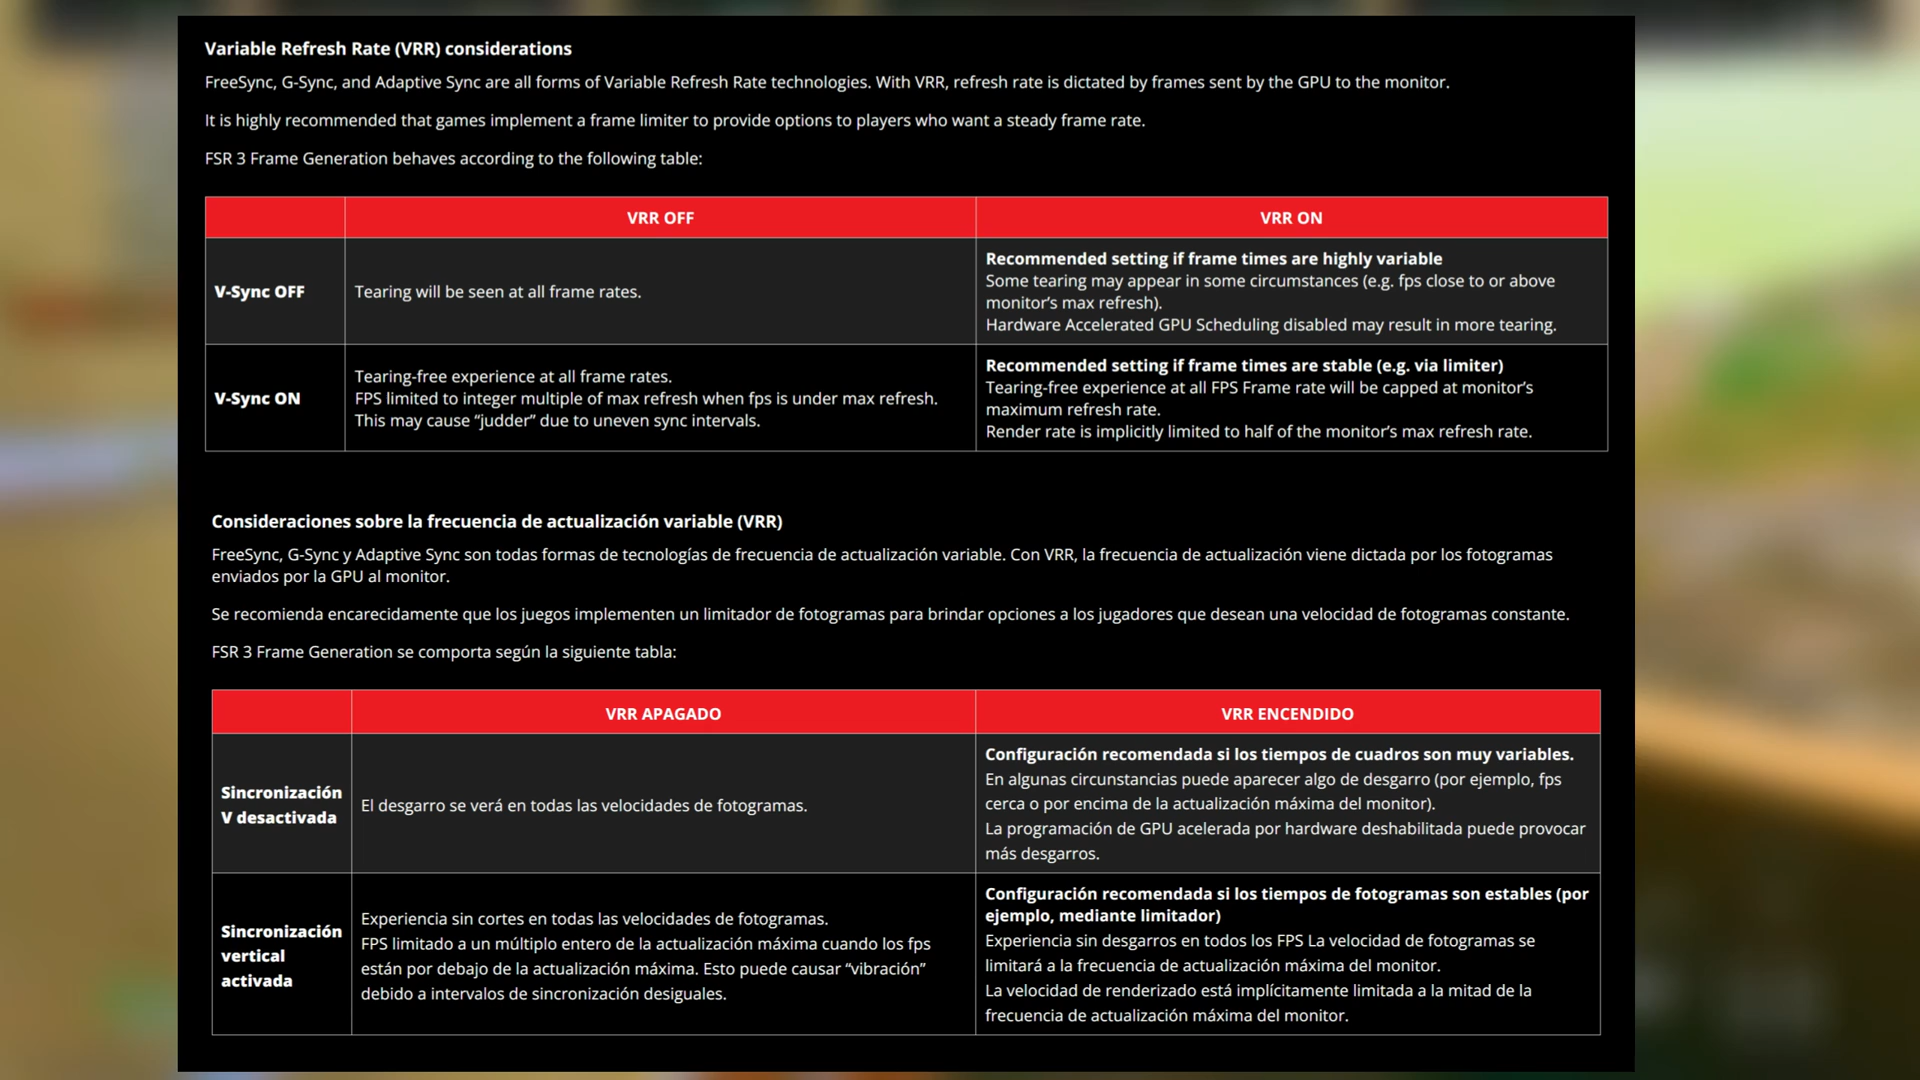 Variable Refresh Rate (VRR) considerations
FreeSync, G-Sync, and Adaptive Sync are all forms of Variable Refresh Rate technologies. With VRR, refresh rate is dictated by frames sent by the GPU to the monitor.
It is highly recommended that games implement a frame limiter to provide options to players who want a steady frame rate.
FSR 3 Frame Generation behaves according to the following table:
VRR OFF
VRR ON
V-Sync OFF
Tearing will be seen at all frame rates.
Recommended setting if frame times are highly variable
Some tearing may appear in some circumstances (e.g. fps close to or above
monitor’s max refresh).
Hardware Accelerated GPU Scheduling disabled may result in more tearing.
V-Sync ON
Tearing-free experience at all frame rates.
FPS limited to integer multiple of max refresh when fps is under max refresh.
This may cause “judder” due to uneven sync intervals.
Recommended setting if frame times are stable (e.g. via limiter)
Tearing-free experience at all FPS Frame rate will be capped at monitor’s
maximum refresh rate.
Render rate is implicitly limited to half of the monitor’s max refresh rate.
Consideraciones sobre la frecuencia de actualización variable (VRR)
FreeSync, G-Sync y Adaptive Sync son todas formas de tecnologías de frecuencia de actualización variable. Con VRR, la frecuencia de actualización viene dictada por los fotogramas
enviados por la GPU al monitor.
Se recomienda encarecidamente que los juegos implementen un limitador de fotogramas para brindar opciones a los jugadores que desean una velocidad de fotogramas constante.
FSR 3 Frame Generation se comporta según la siguiente tabla:
VRR APAGADO
VRR ENCENDIDO
Sincronización
V desactivada
El desgarro se verá en todas las velocidades de fotogramas.
Configuración recomendada si los tiempos de cuadros son muy variables.
En algunas circunstancias puede aparecer algo de desgarro (por ejemplo, fps
cerca o por encima de la actualización máxima del monitor).
La programación de GPU acelerada por hardware deshabilitada puede provocar
más desgarros.
Sincronización
vertical
activada
Experiencia sin cortes en todas las velocidades de fotogramas.
FPS limitado a un múltiplo entero de la actualización máxima cuando los fps
están por debajo de la actualización máxima. Esto puede causar “vibración”
debido a intervalos de sincronización desiguales.
Configuración recomendada si los tiempos de fotogramas son estables (por
ejemplo, mediante limitador)
Experiencia sin desgarros en todos los FPS La velocidad de fotogramas se
limitará a la frecuencia de actualización máxima del monitor.
La velocidad de renderizado está implícitamente limitada a la mitad de la
frecuencia de actualización máxima del monitor.